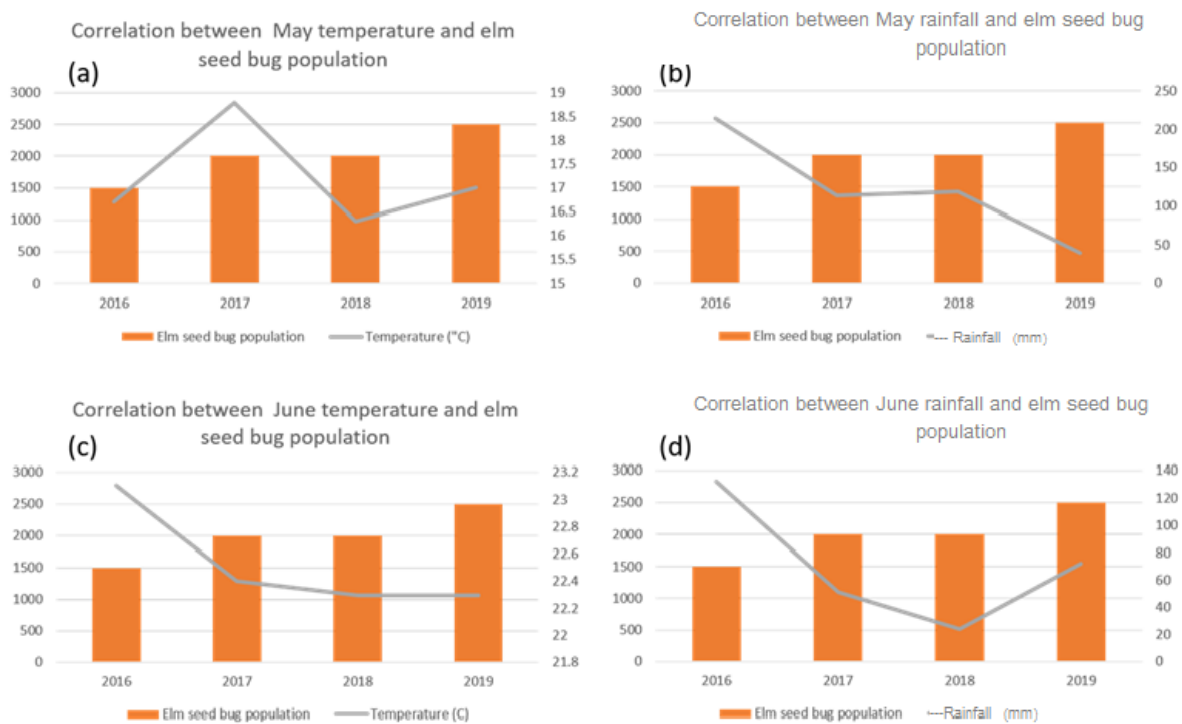 Correlation between May temperature and elm
seed bug population
(a)
3000
2500
2000
1500
1000
500
0
19
18.5
18
17.5
17
16.5
16
15.5
15
2016 2017 2018 2019
Elm seed bug population Temperature (°C)
Correlation between May rainfall and elm seed bug
population
(b)
3000
2500
2000
1500
1000
500
0
250
200
150
100
50
0
2016 2017 2018 2019
Elm seed bug population Rainfall (mm)
Correlation between June temperature and elm
seed bug population
(c)
3000
2500
2000
1500
1000
500
0
23.2
23
22.8
22.6
22.4
22.2
22
21.8
2016 2017 2018 2019
Elm seed bug population Temperature (C)
Correlation between June rainfall and elm seed bug
population
(d)
3000
2500
2000
1500
1000
500
0
140
120
100
80
60
40
20
0
2016 2017 2018 2019
Elm seed bug population Rainfall (mm)